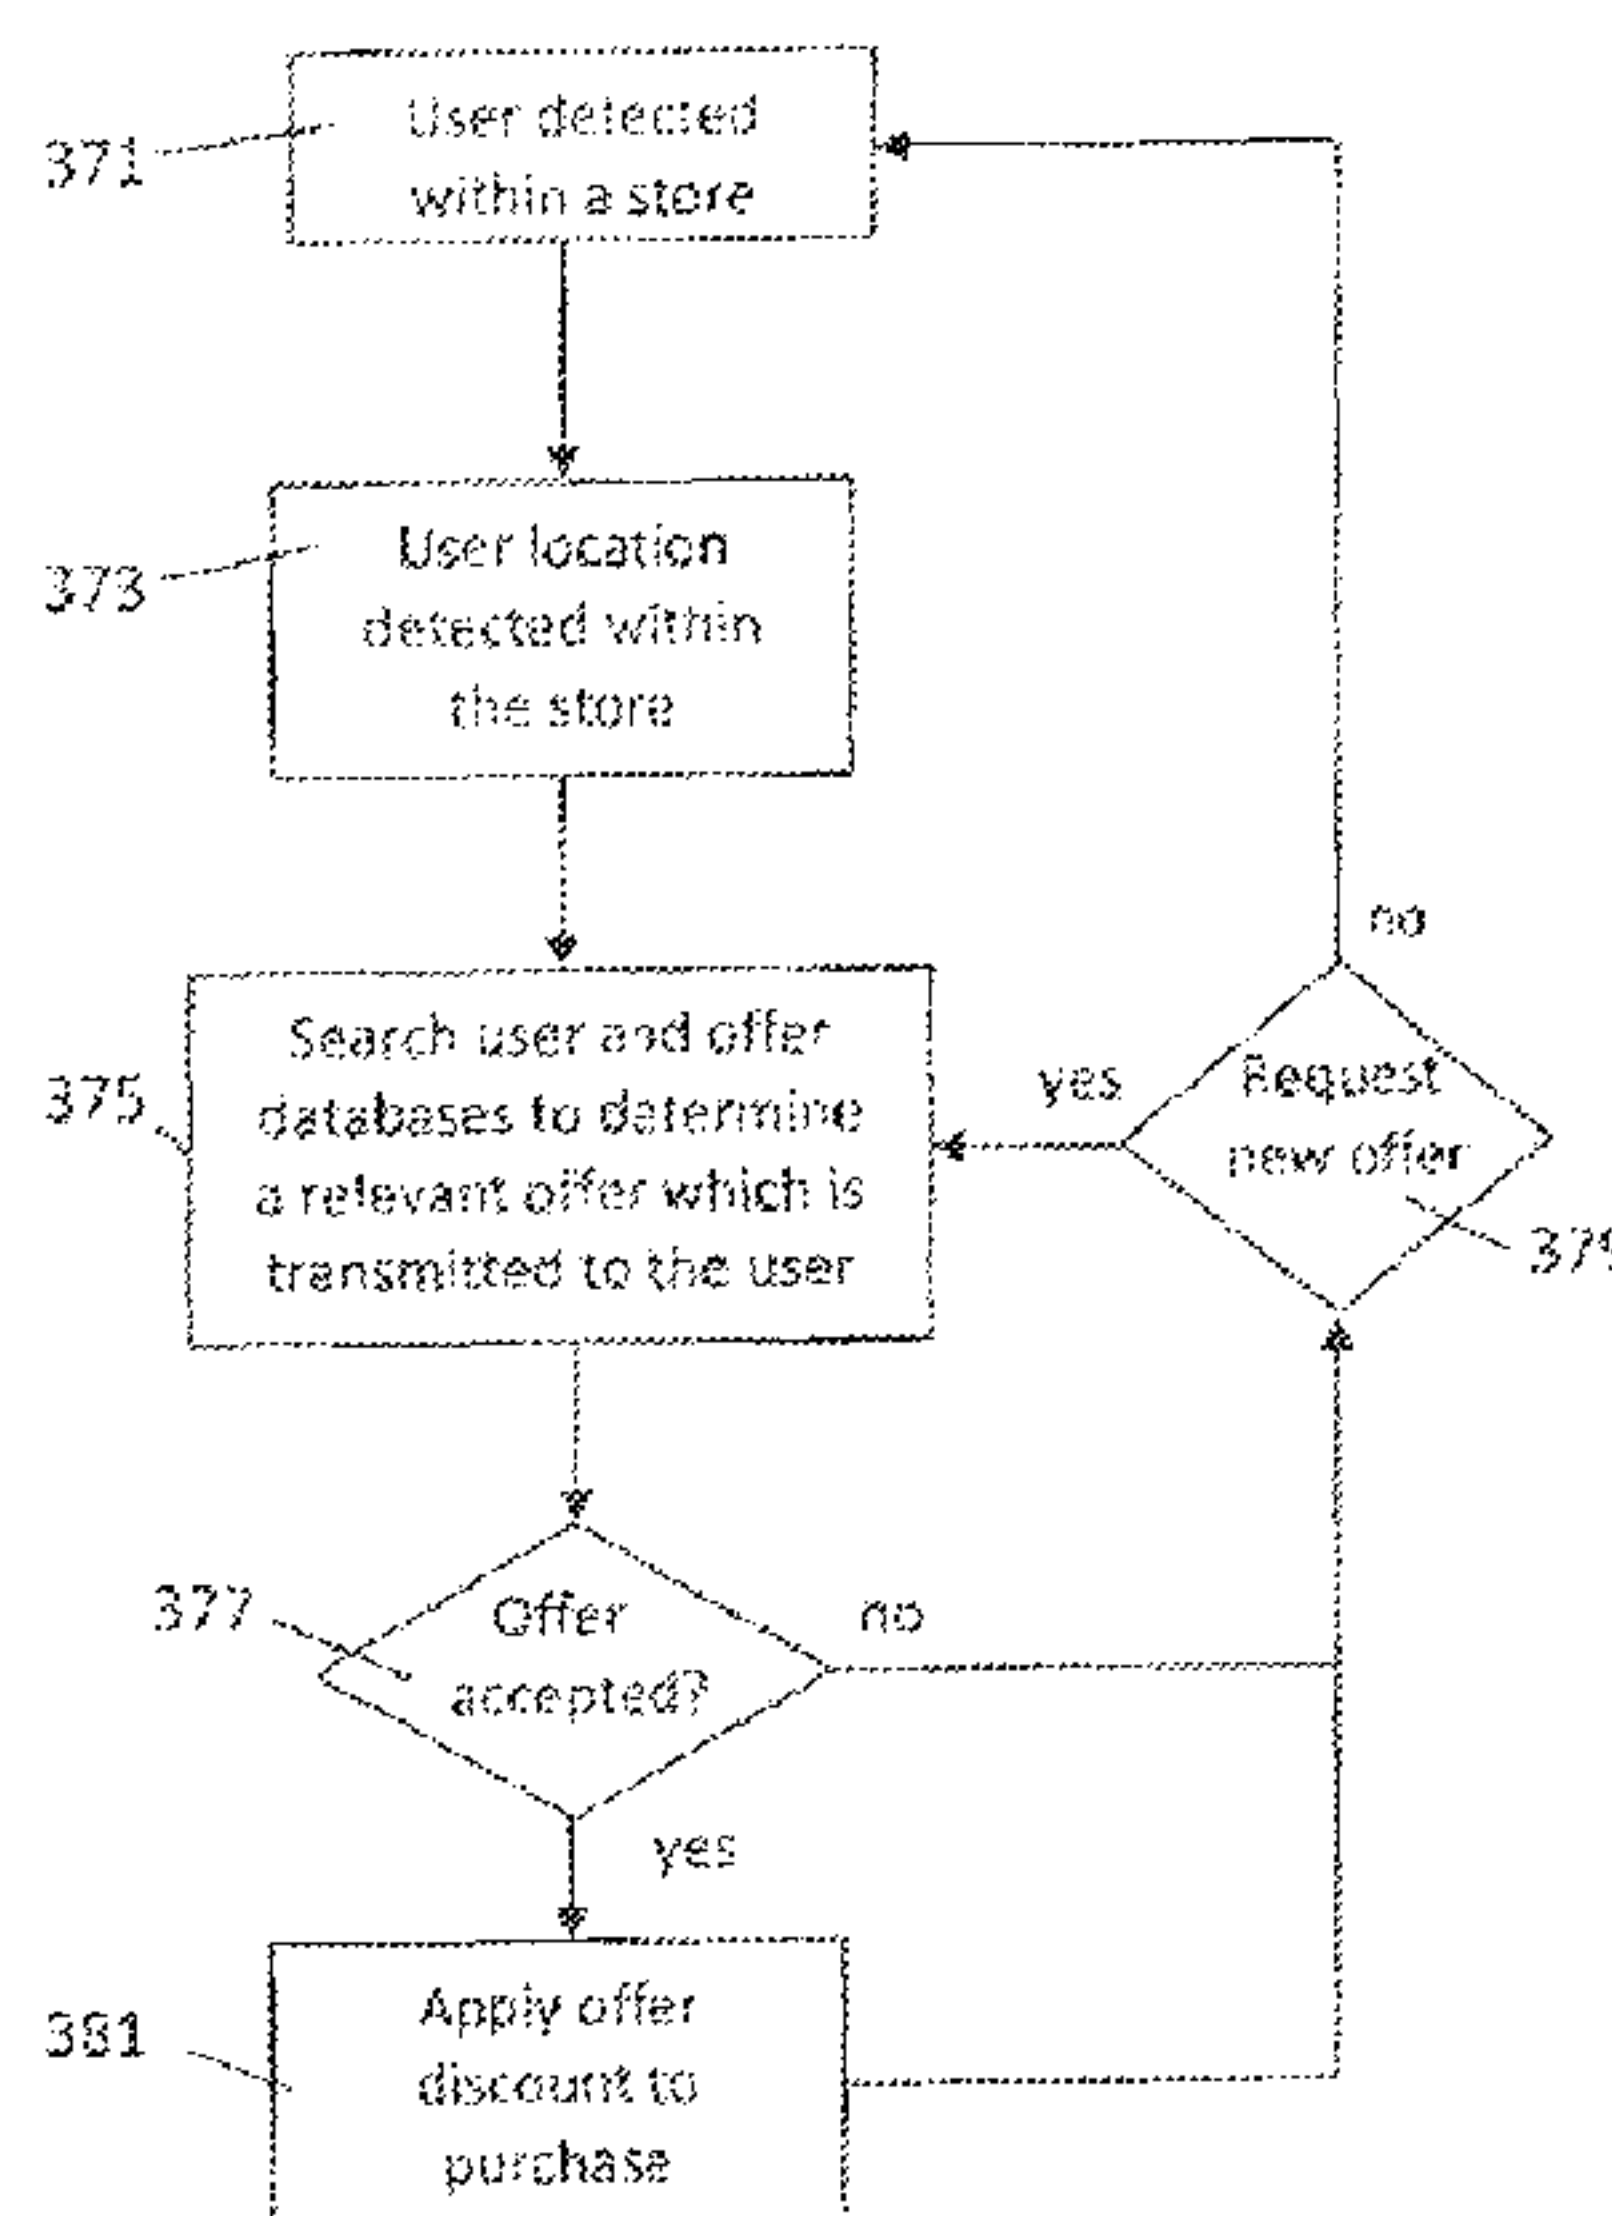 User detected
within a store
371
User location
detected within
the store
373
no
Search user and offer
databases to determine
a relevant offer which is
transmitted to the user
375
yes
Request
new offer
379
Offer
accepted?
377
no
yes
Apply offer
discount to
purchase
381